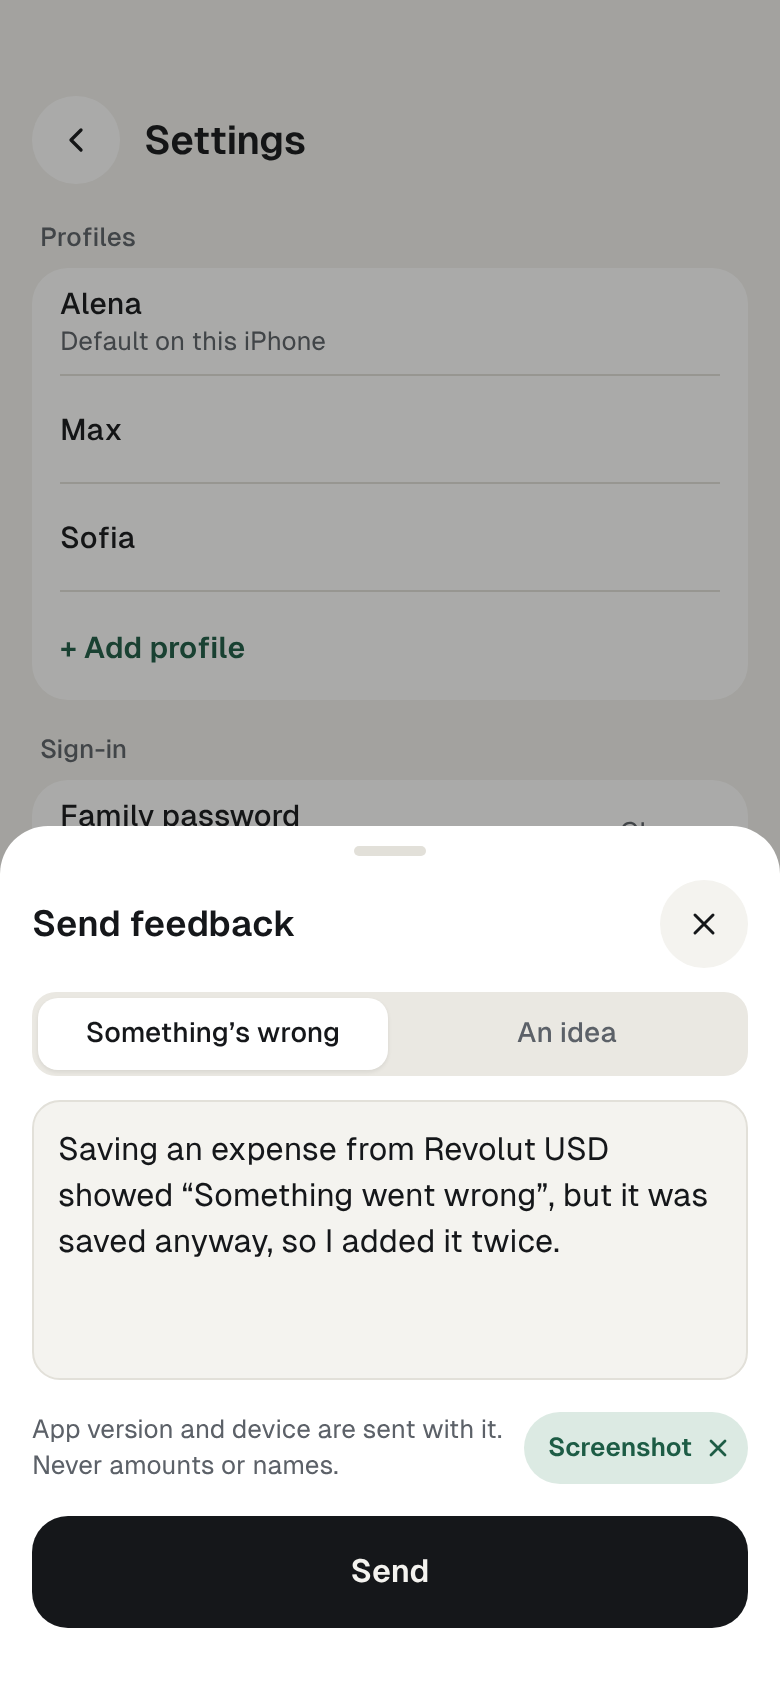 Settings
Profiles
Alena
Default on this iPhone
Max
Sofia
+ Add profile
Sign-in
Family password
Send feedback
Something’s wrong
An idea
Saving an expense from Revolut USD
showed “Something went wrong”, but it was
saved anyway, so I added it twice.
App version and device are sent with it.
Never amounts or names.
Screenshot
Send